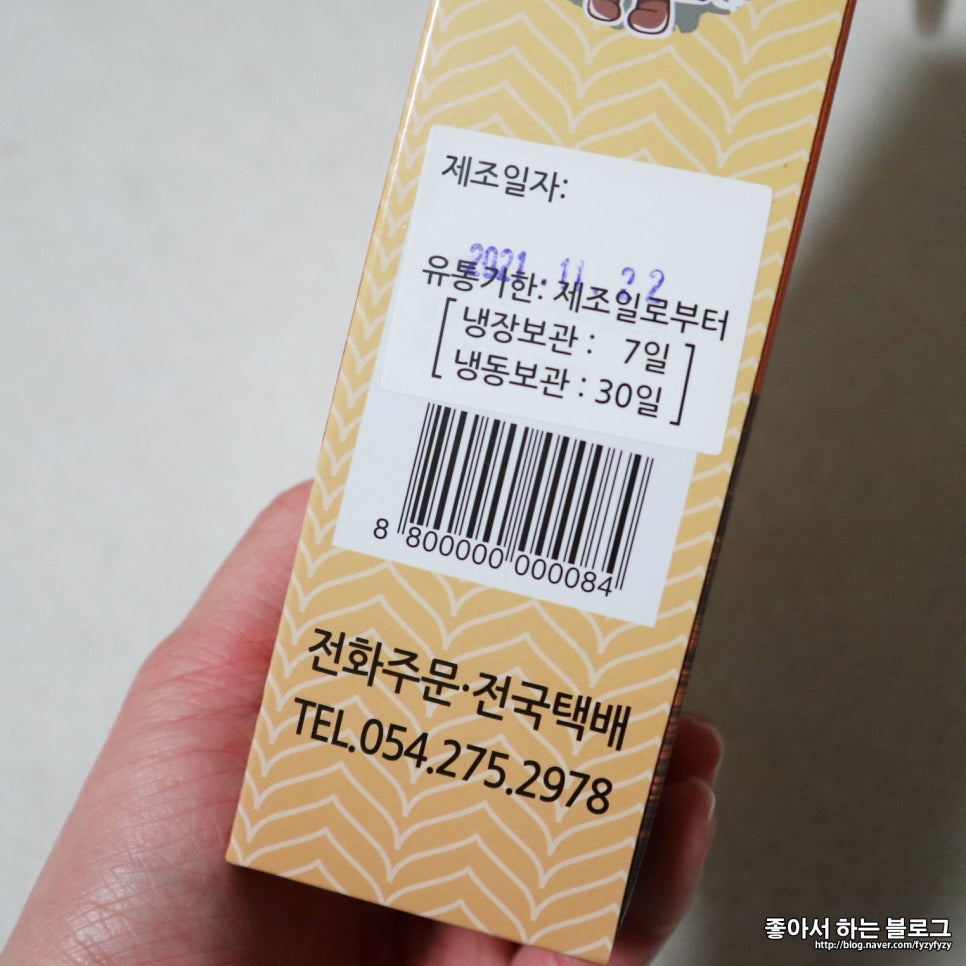 제조일자:
2021.11.22
유통기한: 제조일로부터
[냉장보관 : 7일
냉동보관 : 30일]
8 800000 000084
전화주문·전국택배
TEL.054.275.2978
좋아서 하는 블로그
http://blog.naver.com/fyzyfyzy